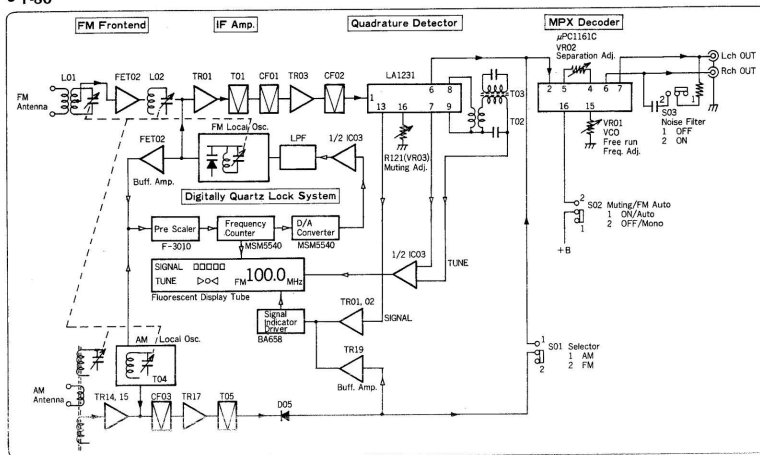 T-80
FM Frontend
IF Amp.
Quadrature Detector
MPX Decoder
μPC1161C
VR02
Separation Adj.
L01
FET02
L02
TR01
T01
CF01
TR03
CF02
LA1231
1
13
16
6
8
7
9
T03
T02
2
5
4
6
7
16
15
Lch OUT
Rch OUT
FM
Antenna
R121(VR03)
Muting Adj.
VR01
VCO
Free run
Freq. Adj.
2
1
S03
Noise Filter
1 OFF
2 ON
FM Local Osc.
LPF
1/2 IC03
FET02
Buff. Amp.
Digitally Quartz Lock System
Pre Scaler
F-3010
Frequency
Counter
MSM5540
D/A
Converter
MSM5540
2
1
S02 Muting/FM Auto
1 ON/Auto
2 OFF/Mono
+B
SIGNAL
TUNE
FM 100.0 MHz
Fluorescent Display Tube
1/2 IC03
TUNE
Signal
Indicator
Driver
BA658
TR01, 02
SIGNAL
TR19
Buff. Amp.
1
2
S01 Selector
1 AM
2 FM
AM Local Osc.
T04
AM
Antenna
TR14, 15
CF03
TR17
T05
D05